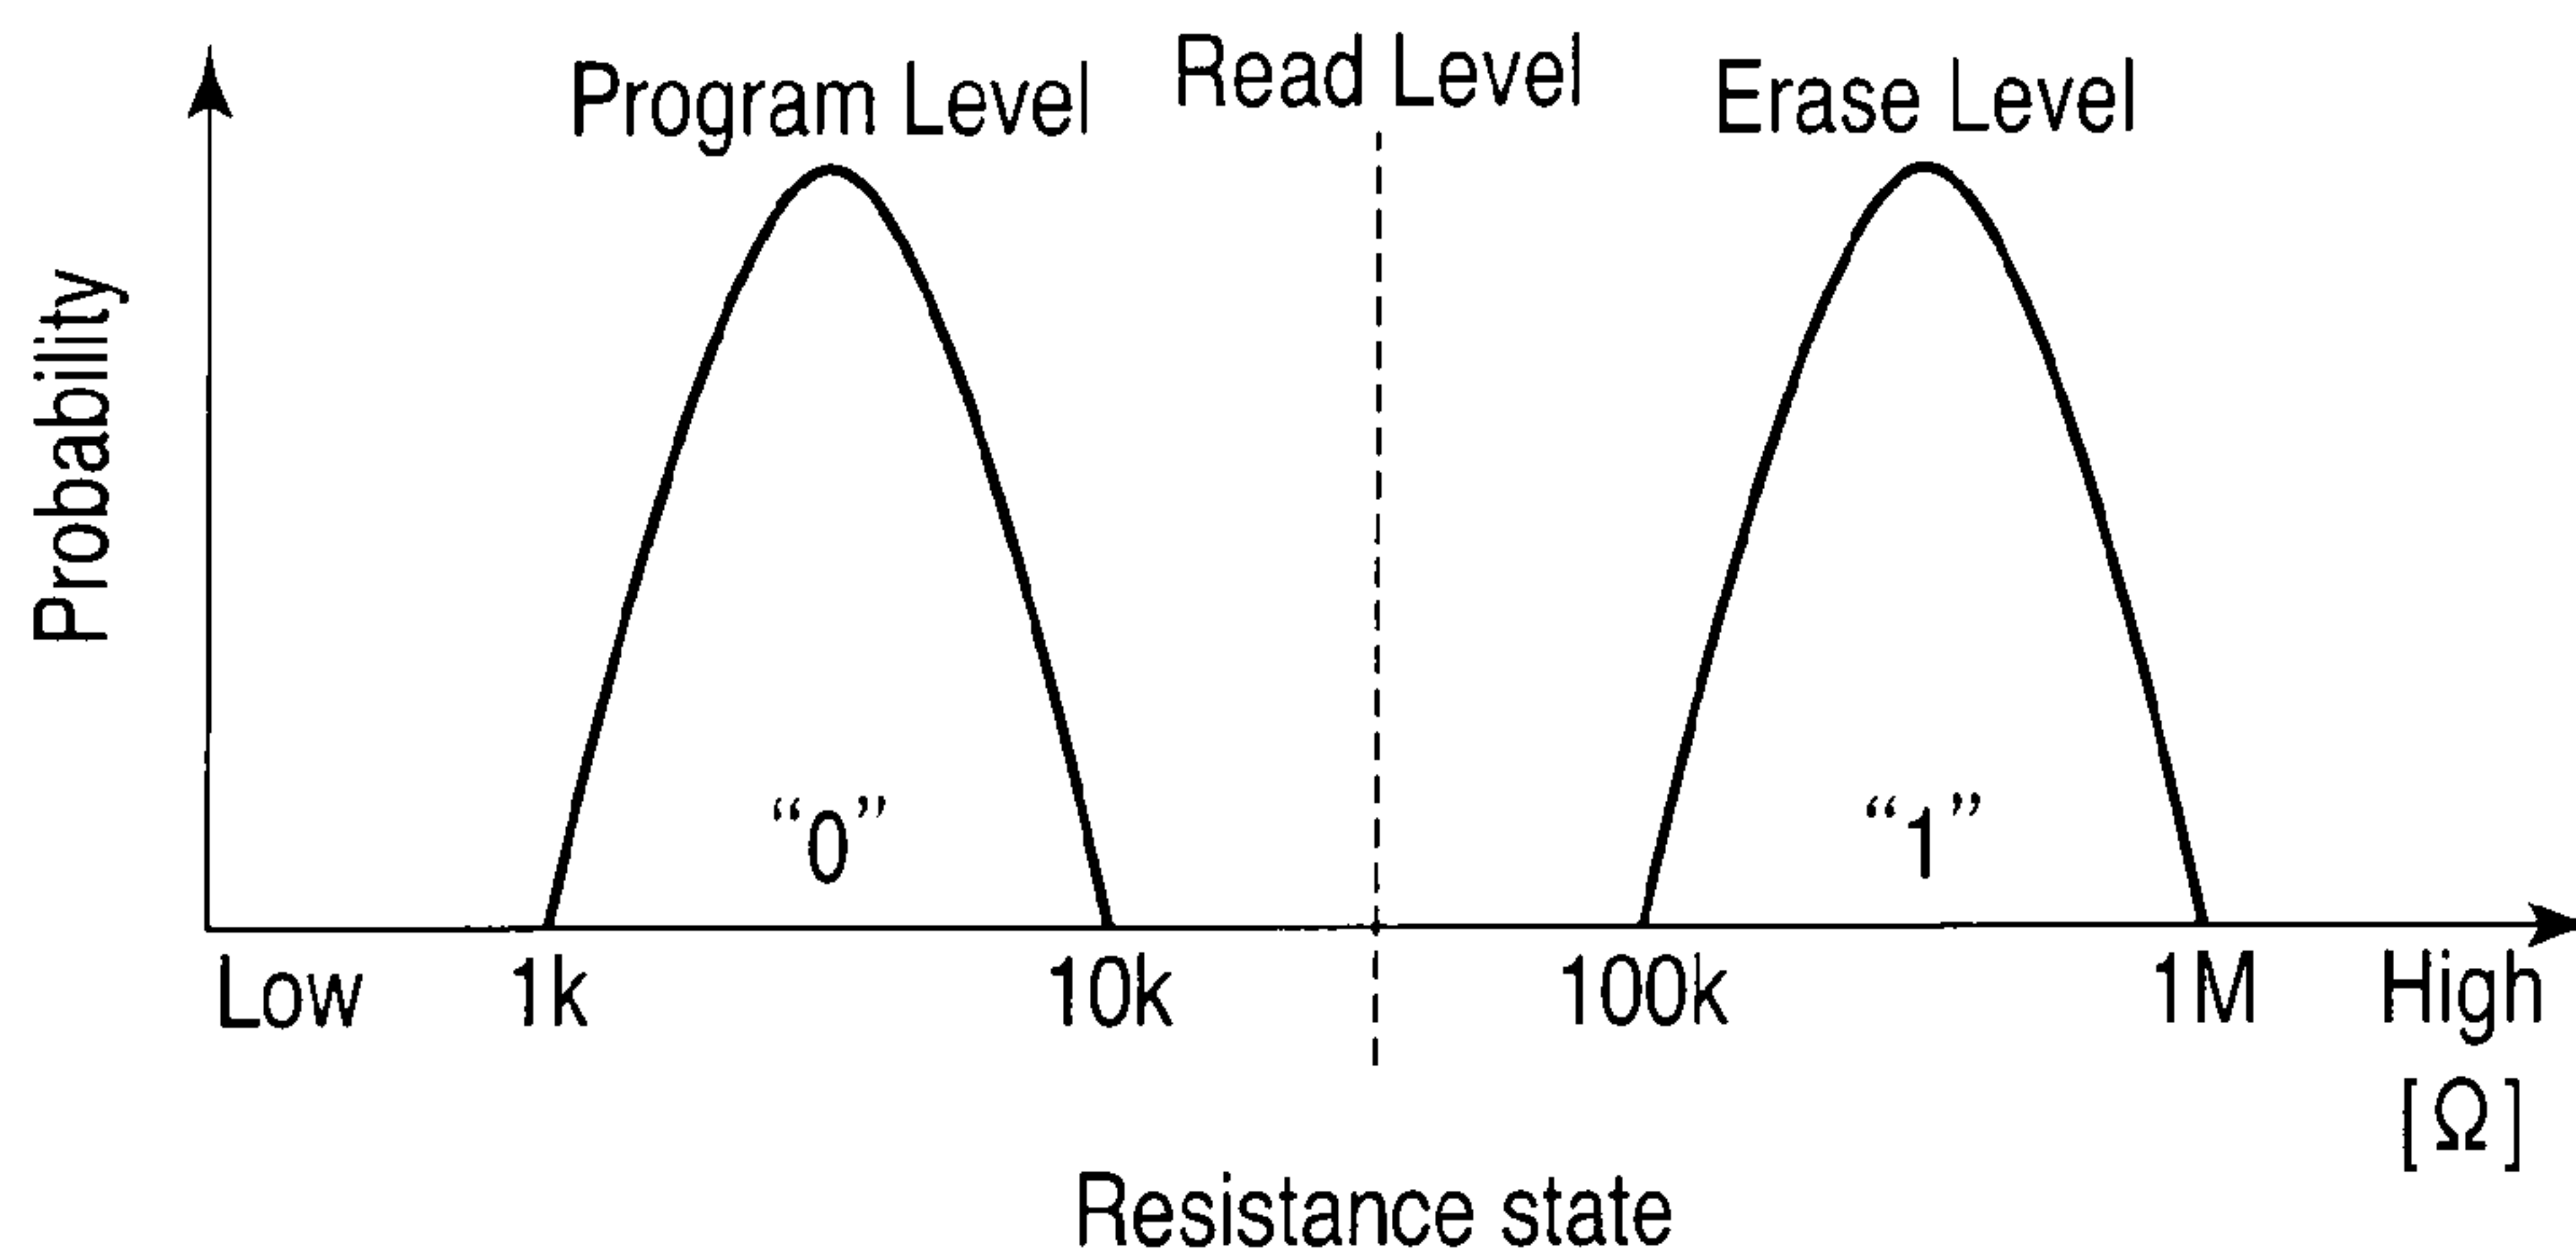 Program Level
Read Level
Erase Level
Probability
“0”
“1”
Low
1k
10k
100k
1M
High
[Ω]
Resistance state